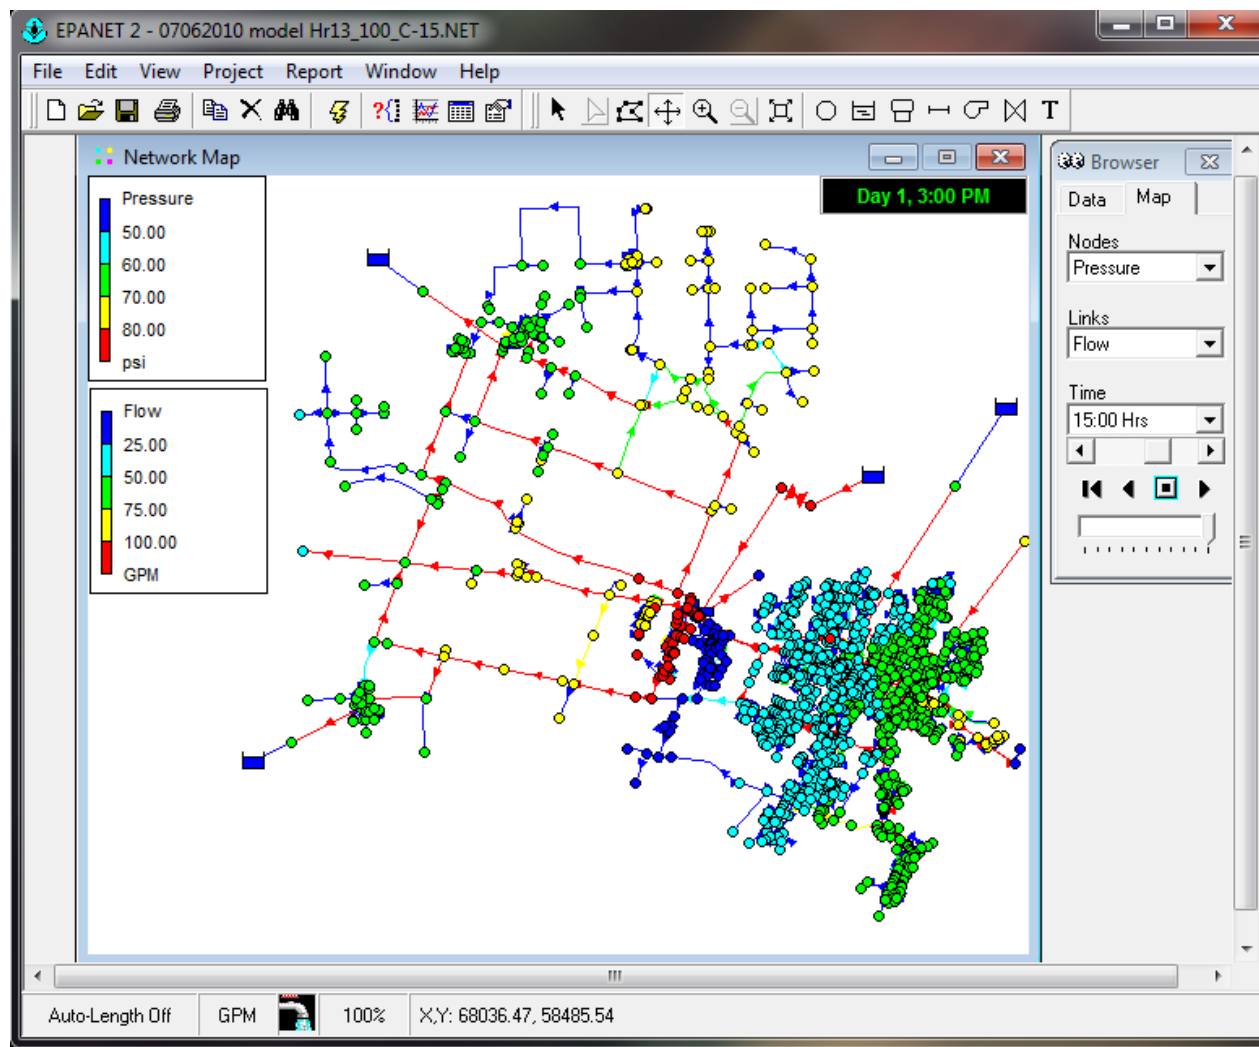 EPANET 2 - 07062010 model Hr13_100_C-15.NET
File Edit View Project Report Window Help
T
Network Map
Day 1, 3:00 PM
Pressure
50.00
60.00
70.00
80.00
psi
Flow
25.00
50.00
75.00
100.00
GPM
Browser
Data Map
Nodes
Pressure
Links
Flow
Time
15:00 Hrs
Auto-Length Off GPM 100% X,Y: 68036.47, 58485.54